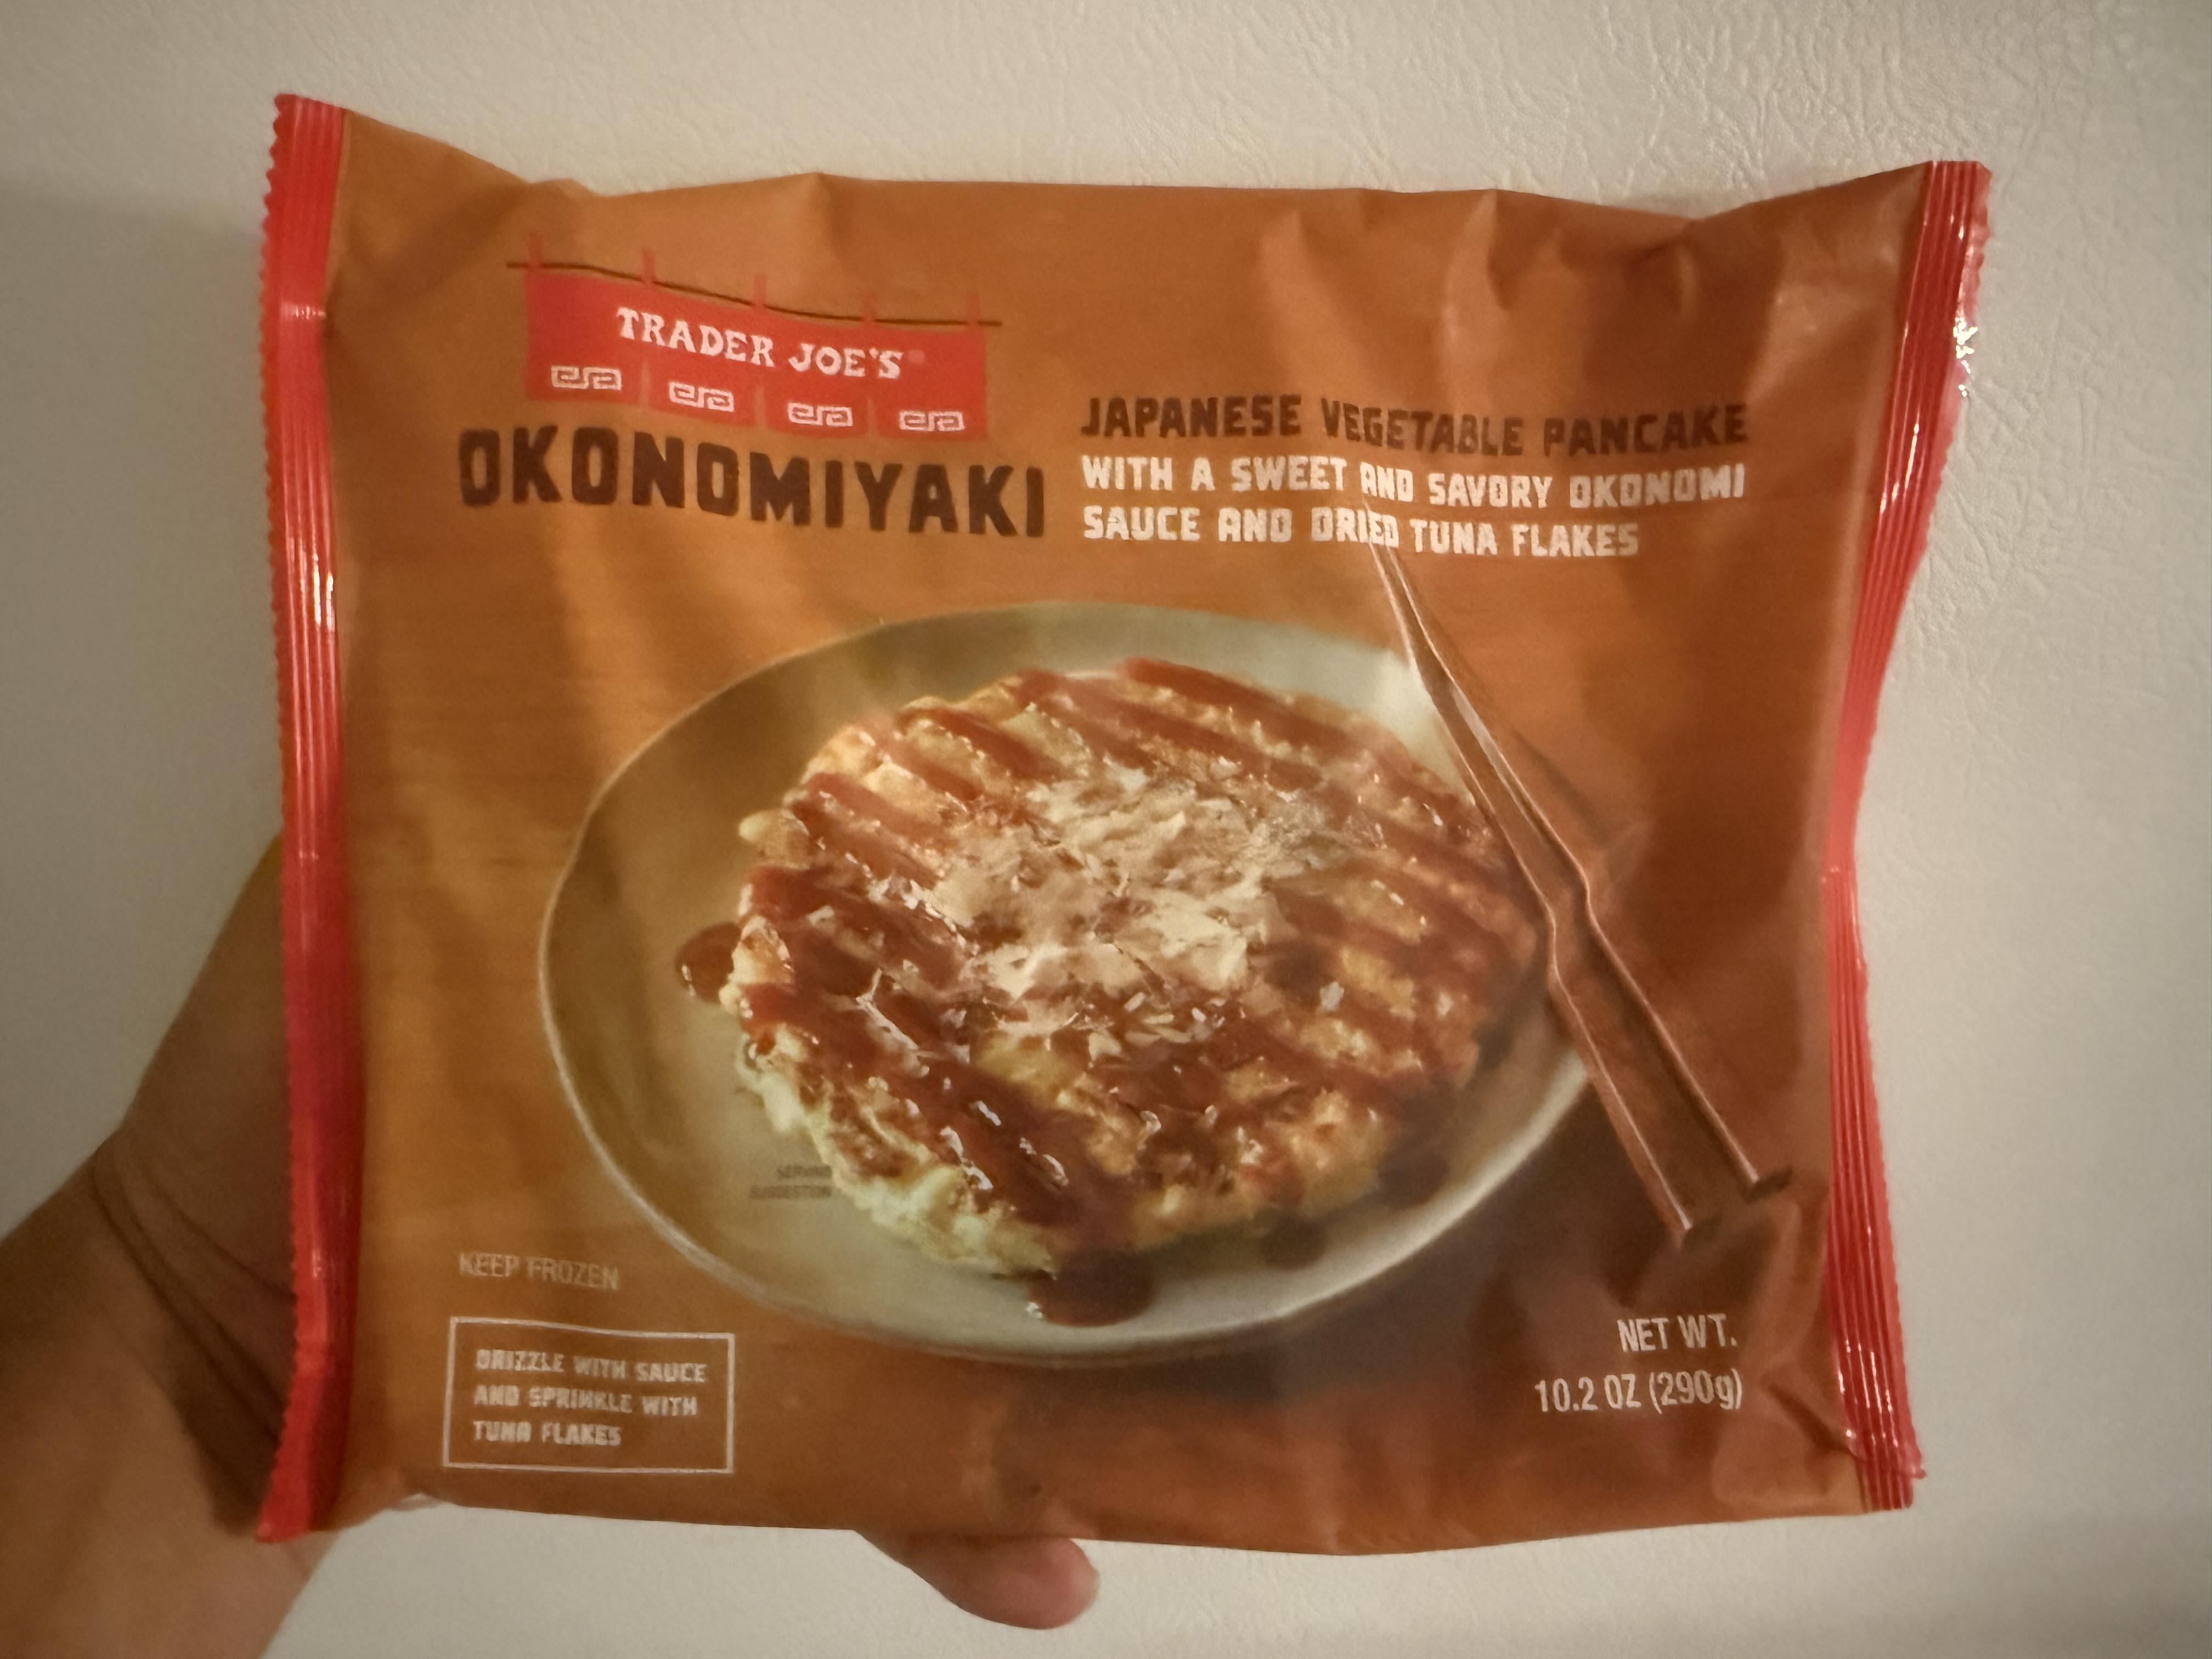 TRADER JOE'S
OKONOMIYAKI
JAPANESE VEGETABLE PANCAKE
WITH A SWEET AND SAVORY OKONOMI
SAUCE AND DRIED TUNA FLAKES
SERVING
SUGGESTION
KEEP FROZEN
DRIZZLE WITH SAUCE
AND SPRINKLE WITH
TUNA FLAKES
NET WT.
10.2 OZ (290g)